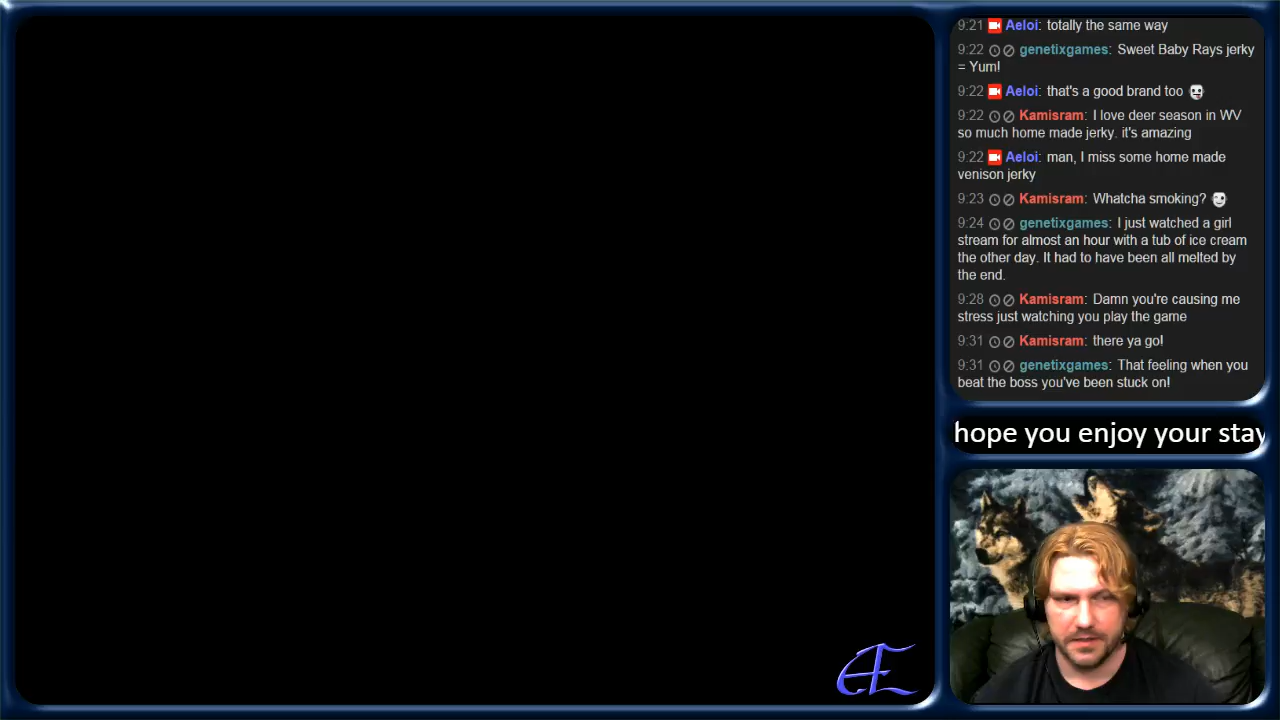 9:21 Aeloi: totally the same way
9:22 genetixgames: Sweet Baby Rays jerky
= Yum!
9:22 Aeloi: that's a good brand too
9:22 Kamisram: I love deer season in WV
so much home made jerky. it's amazing
9:22 Aeloi: man, I miss some home made
venison jerky
9:23 Kamisram: Whatcha smoking?
9:24 genetixgames: I just watched a girl
stream for almost an hour with a tub of ice cream
the other day. It had to have been all melted by
the end.
9:28 Kamisram: Damn you're causing me
stress just watching you play the game
9:31 Kamisram: there ya go!
9:31 genetixgames: That feeling when you
beat the boss you've been stuck on!
hope you enjoy your stay